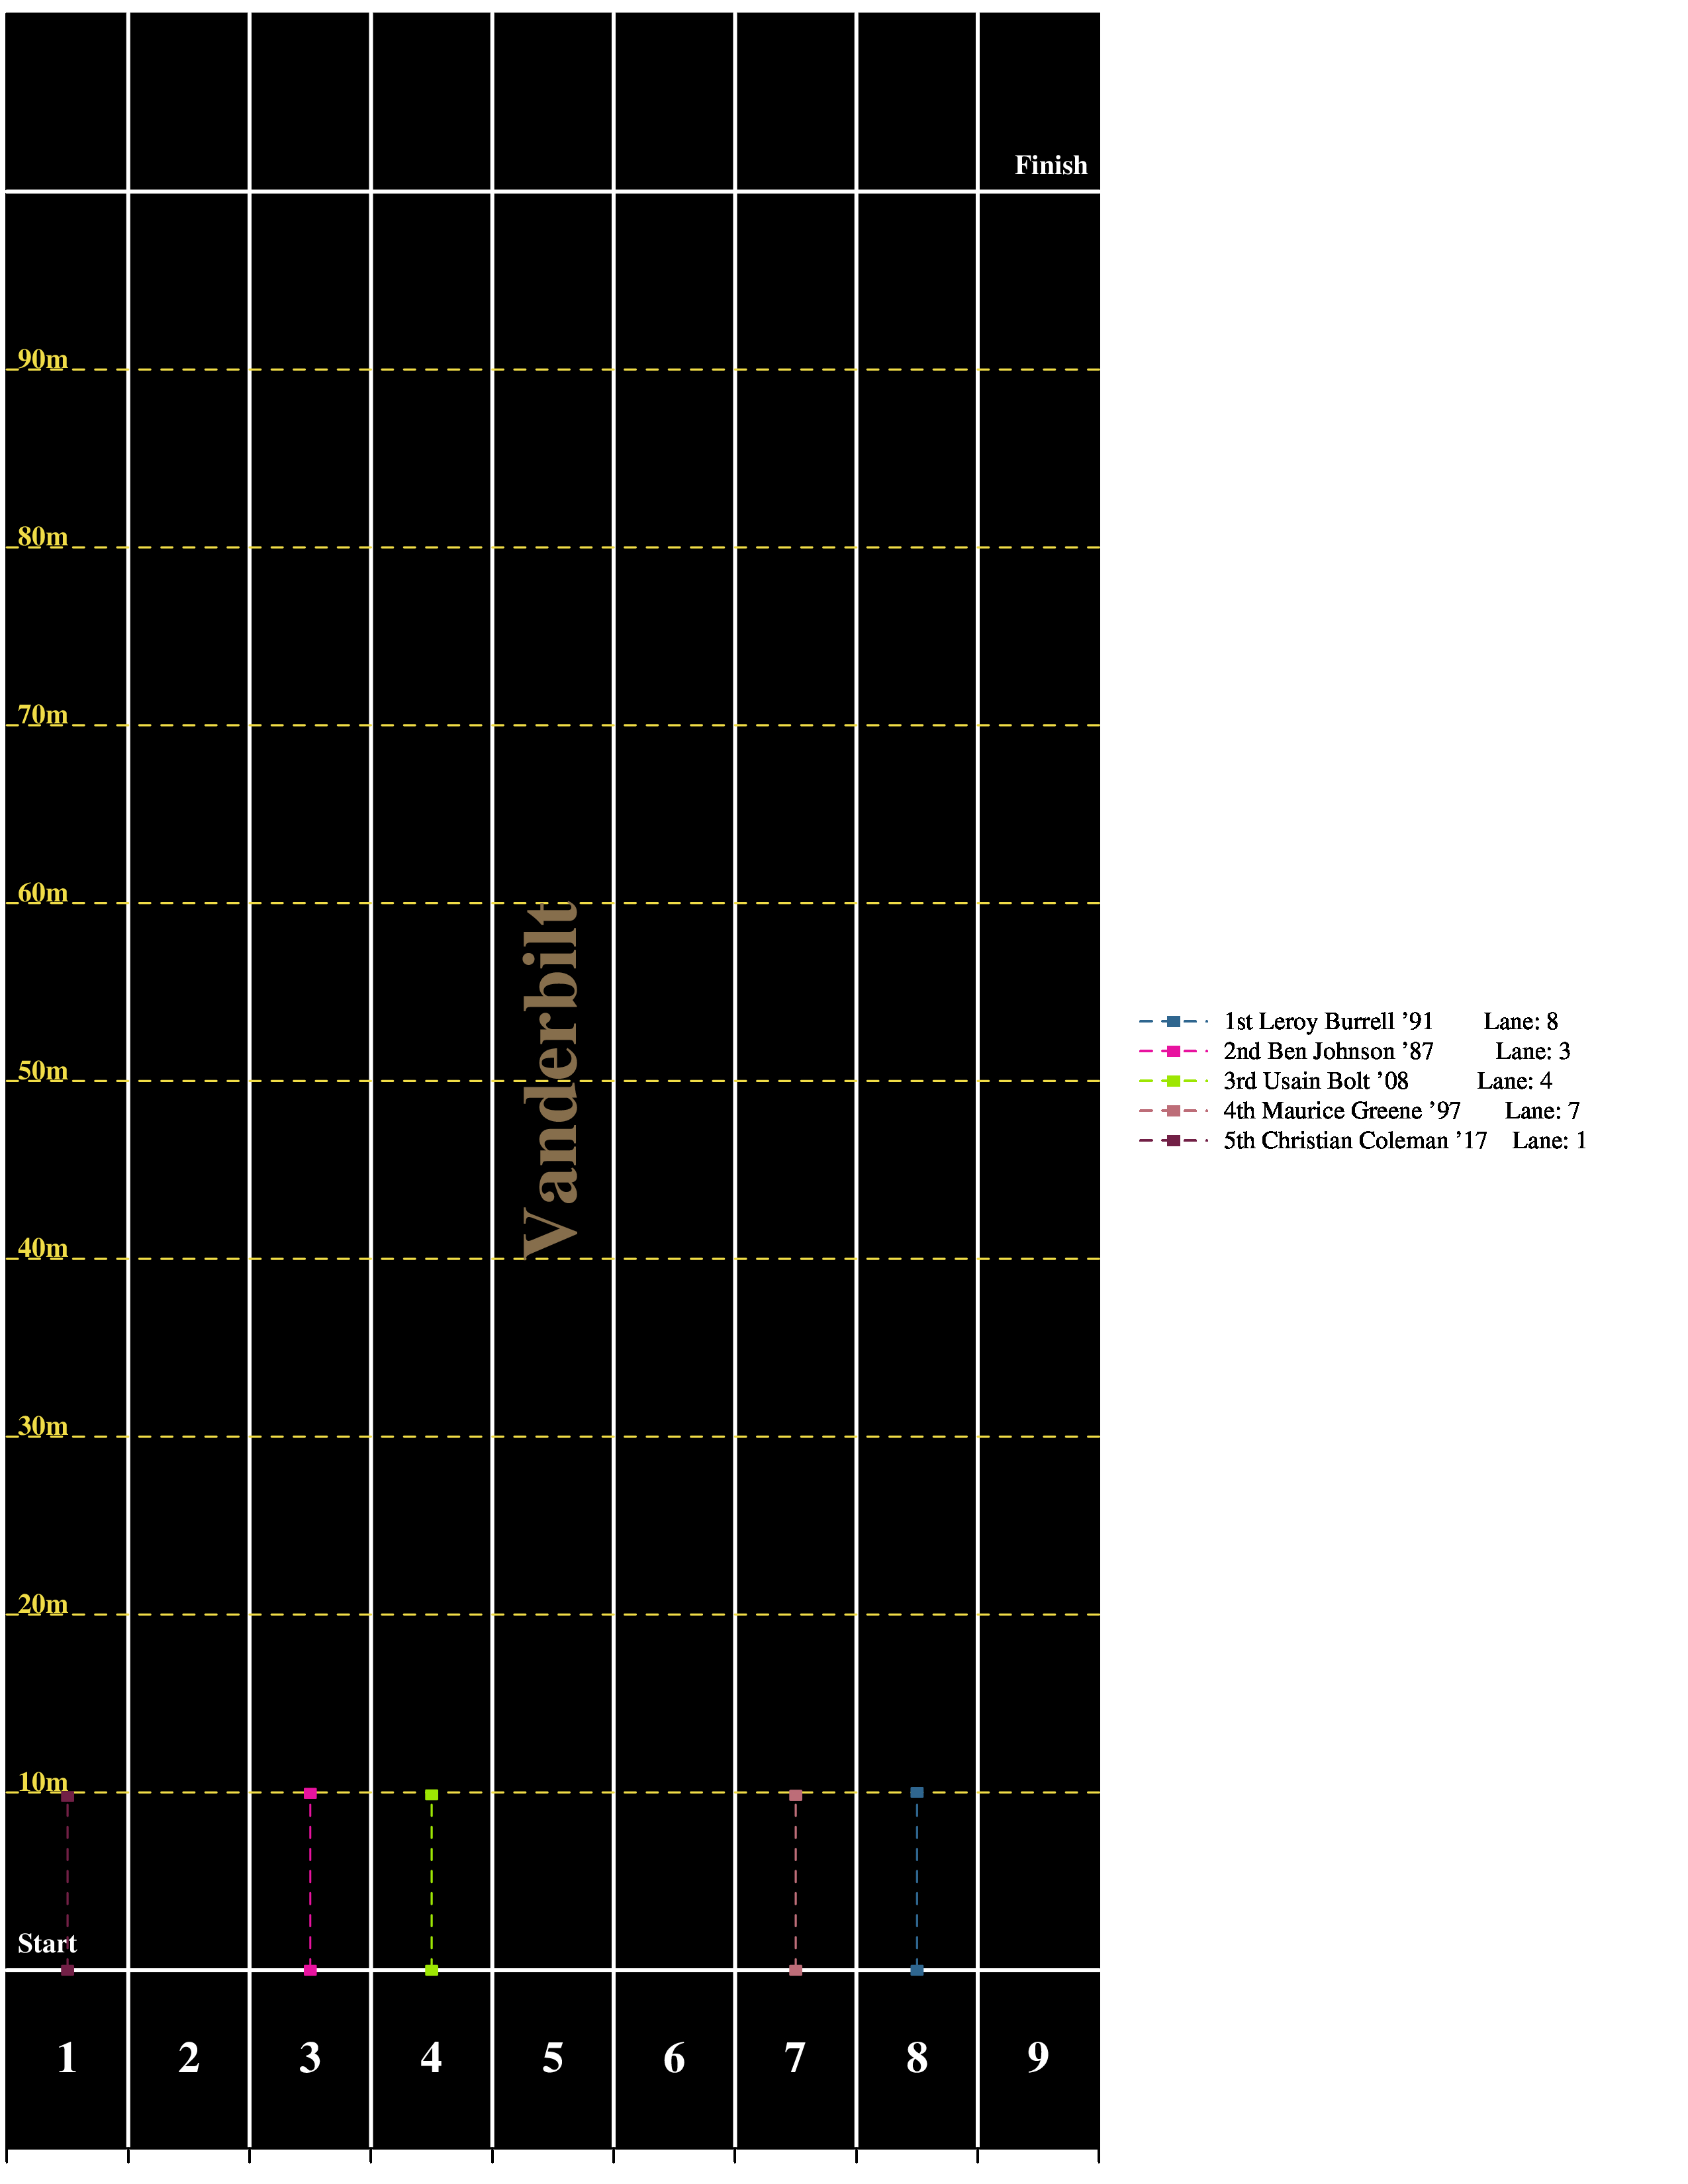 Finish
90m
80m
70m
60m
Vanderbilt
50m
40m
30m
20m
10m
Start
1 2 3 4 5 6 7 8 9
1st Leroy Burrell ’91 Lane: 8
2nd Ben Johnson ’87 Lane: 3
3rd Usain Bolt ’08 Lane: 4
4th Maurice Greene ’97 Lane: 7
5th Christian Coleman ’17 Lane: 1